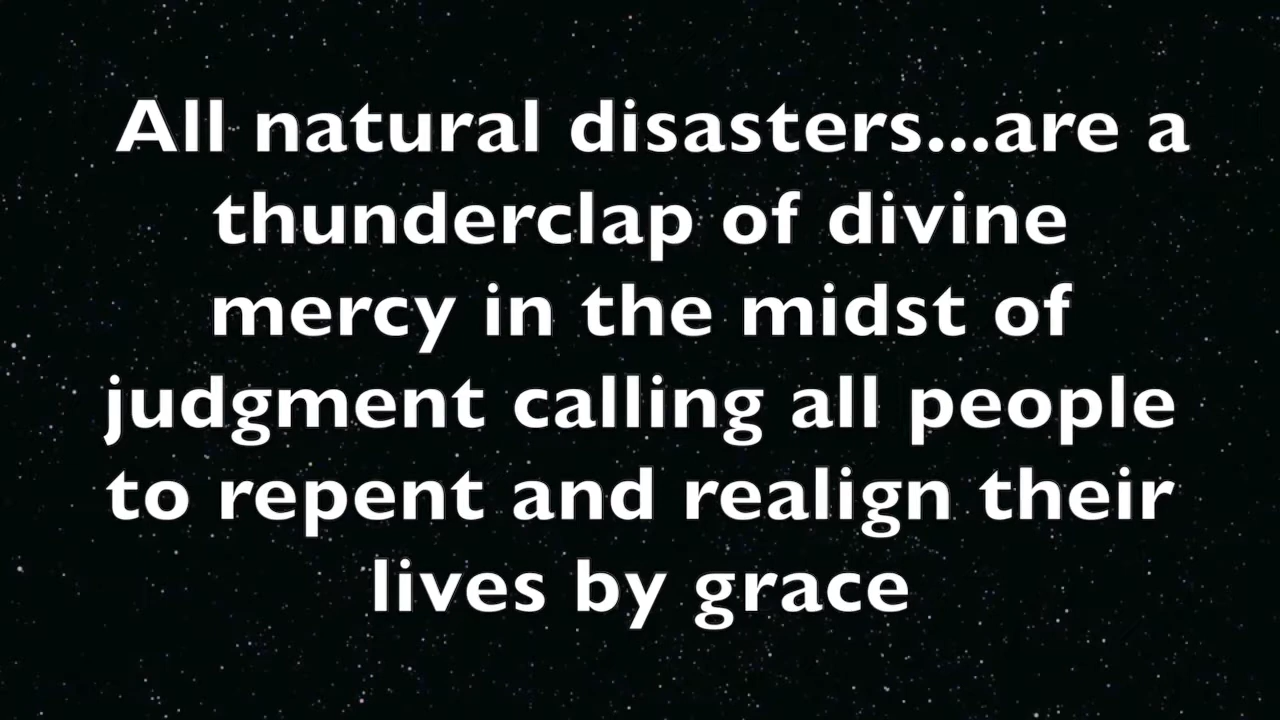 All natural disasters...are a
thunderclap of divine
mercy in the midst of
judgment calling all people
to repent and realign their
lives by grace